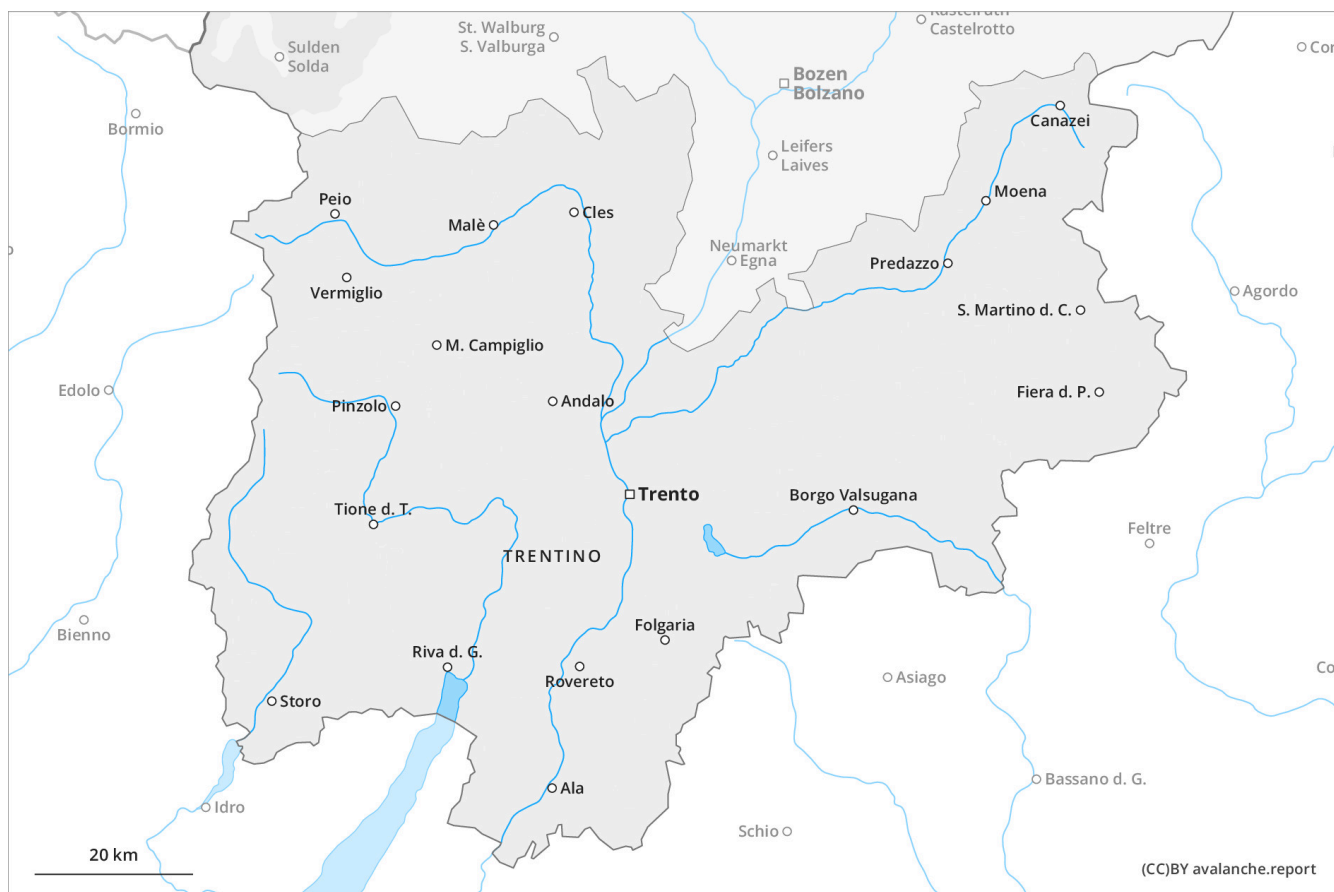 Kastelruth
Castelrotto
St. Walburg
S. Valburga
Sulden
Solda
Bozen
Bolzano
Bormio
Canazei
Leifers
Laives
Moena
Peio
Malè
Cles
Neumarkt
Egna
Predazzo
Agordo
Vermiglio
S. Martino d. C.
M. Campiglio
Edolo
Pinzolo
Andalo
Fiera d. P.
Trento
Borgo Valsugana
Tione d. T.
Feltre
TRENTINO
Bienno
Folgaria
Riva d. G.
Rovereto
Asiago
Storo
Ala
Bassano d. G.
Idro
Schio
20 km
(CC)BY avalanche.report